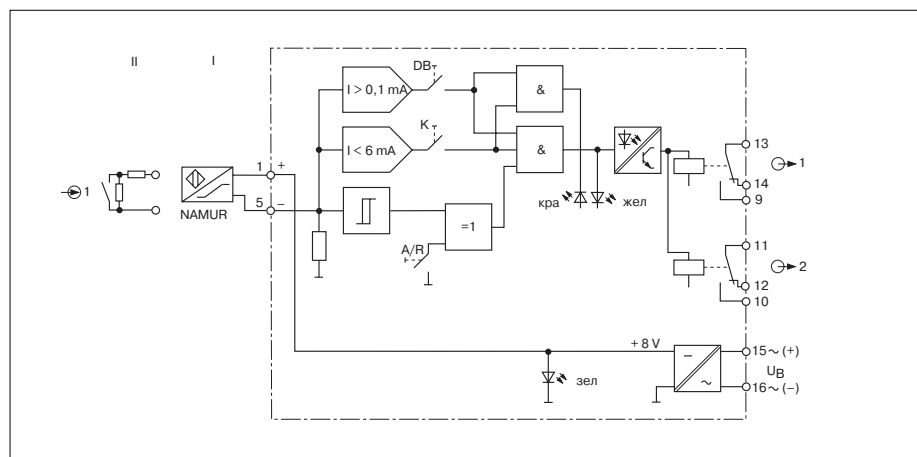 II I
DB
I > 0,1 mA
&
K
I < 6 mA
&
13
1
1 +
14
1
9
5 −
NAMUR
кра
жел
=1
A/R
11
2
12
10
+ 8 V
−
15 ~ (+)
UB
зел
~
16 ~ (−)